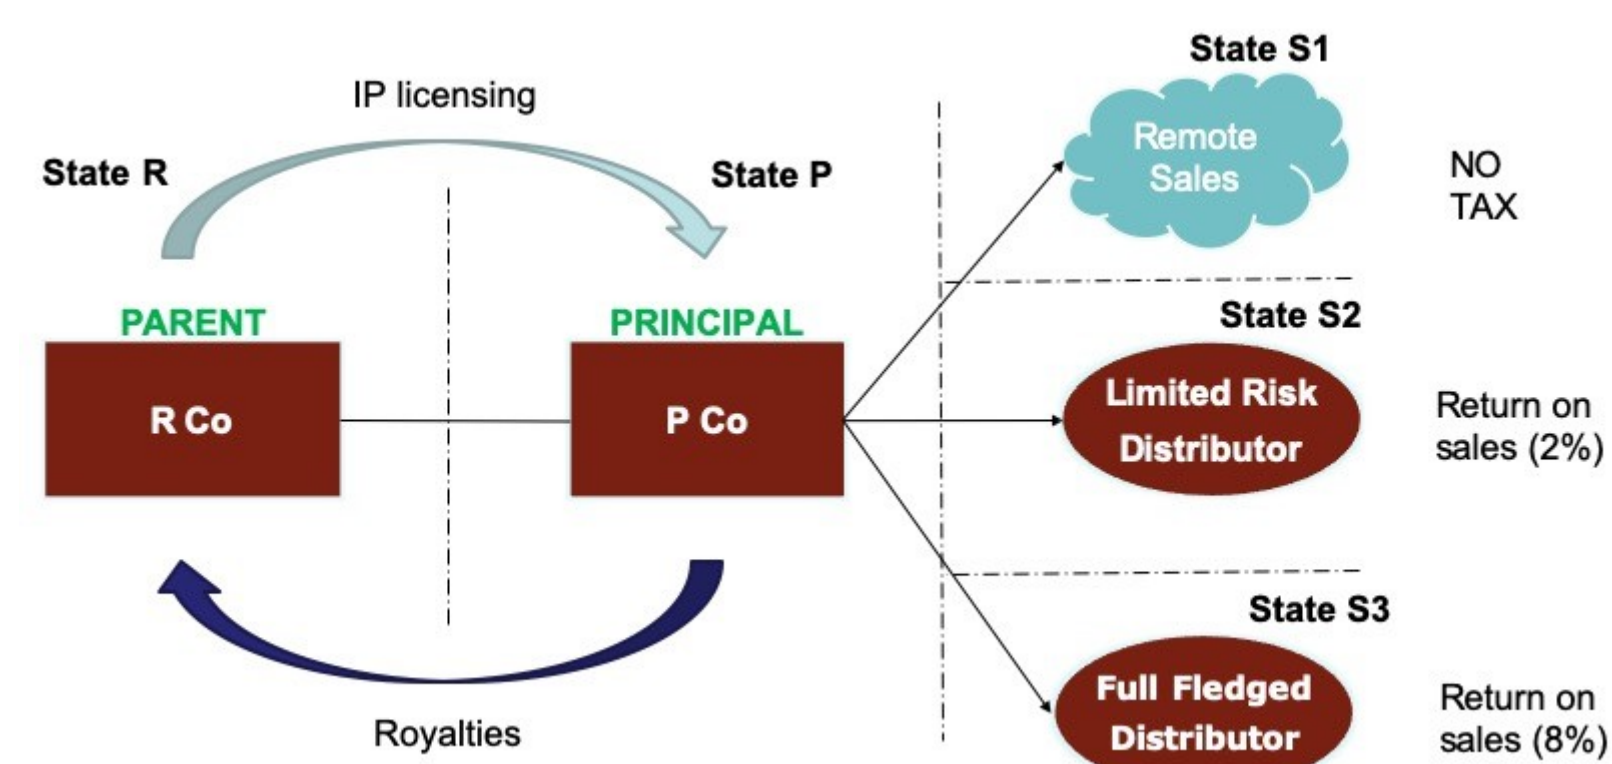 State S1
IP licensing
Remote
Sales
NO
TAX
State R
State P
PARENT
PRINCIPAL
State S2
R Co
P Co
Limited Risk
Distributor
Return on
sales (2%)
State S3
Royalties
Full Fledged
Distributor
Return on
sales (8%)